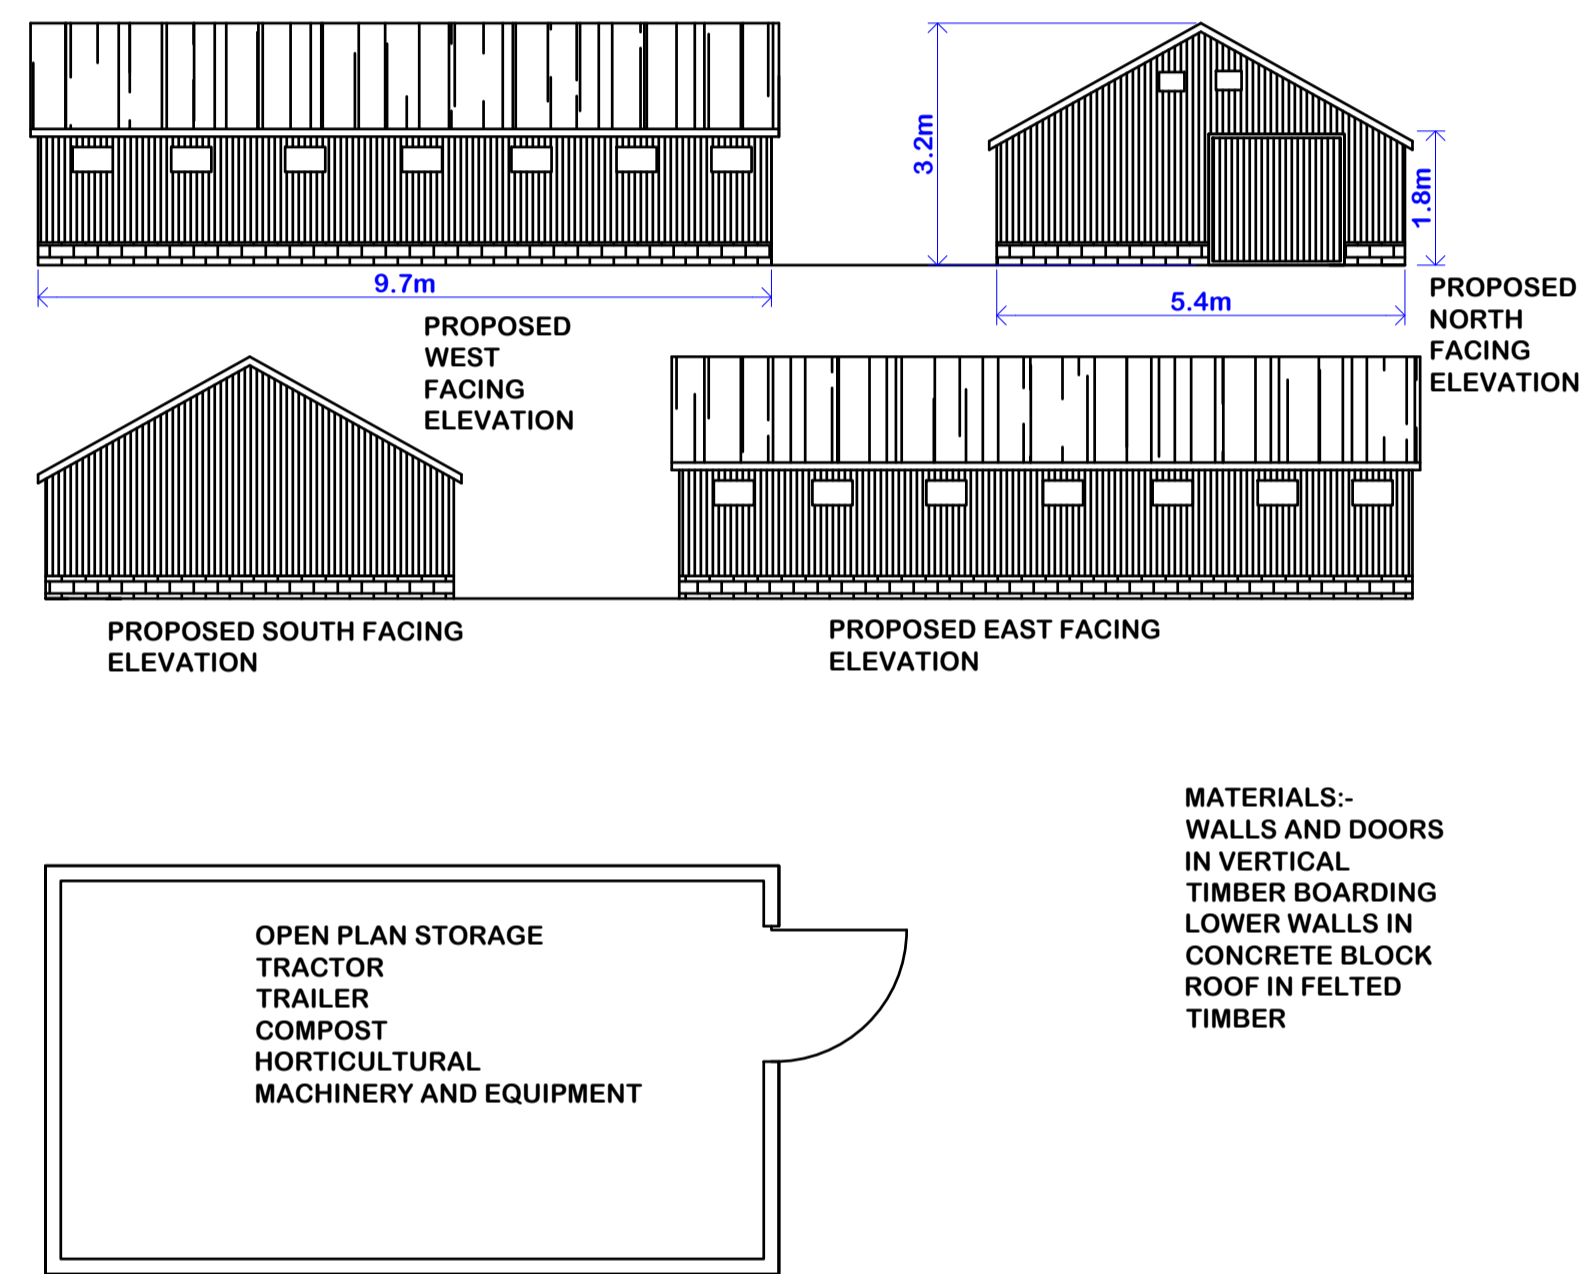 3.2m
1.8m
9.7m
5.4m
PROPOSED
WEST
FACING
ELEVATION
PROPOSED
NORTH
FACING
ELEVATION
PROPOSED SOUTH FACING
ELEVATION
PROPOSED EAST FACING
ELEVATION
OPEN PLAN STORAGE
TRACTOR
TRAILER
COMPOST
HORTICULTURAL
MACHINERY AND EQUIPMENT
MATERIALS:-
WALLS AND DOORS
IN VERTICAL
TIMBER BOARDING
LOWER WALLS IN
CONCRETE BLOCK
ROOF IN FELTED
TIMBER